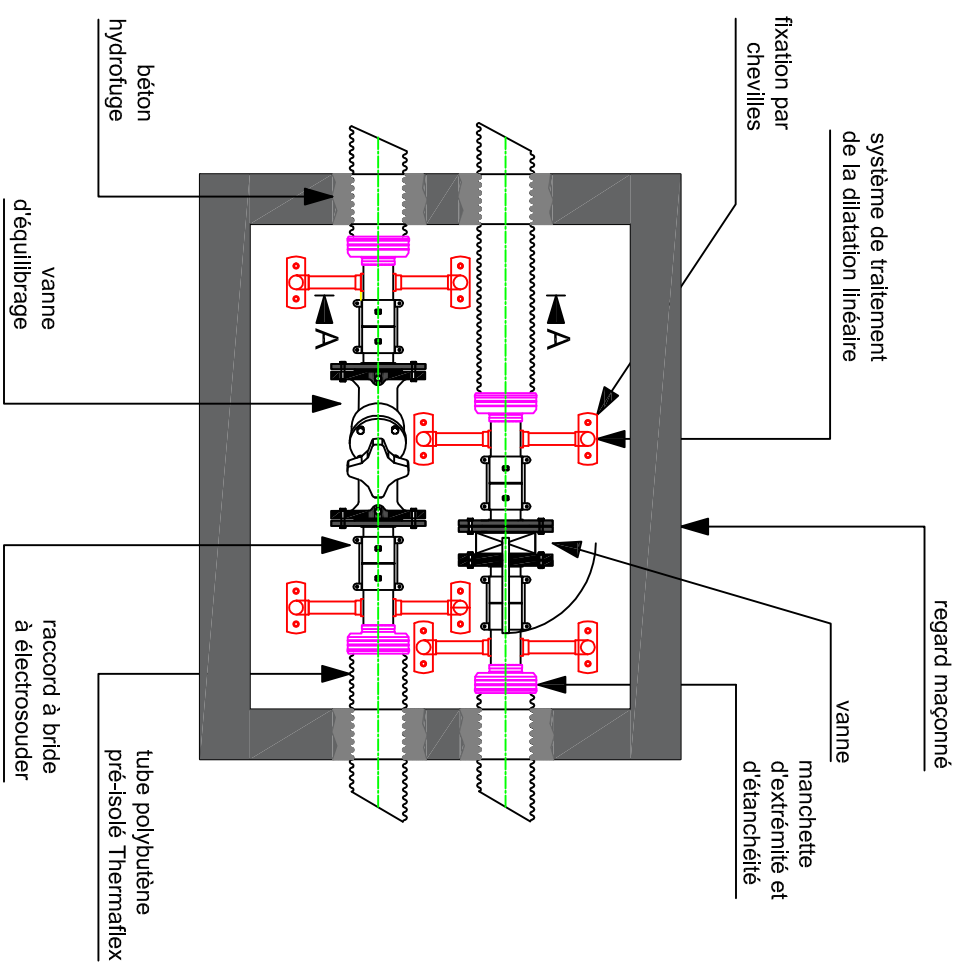 fixation par
chevilles
système de traitement
de la dilatation linéaire
regard maçonné
vanne
manchette
d'extrémité et
d'étanchéité
A
A
béton
hydrofuge
vanne
d'équilibrage
raccord à bride
à électrosouder
tube polybutène
pré-isolé Thermaflex